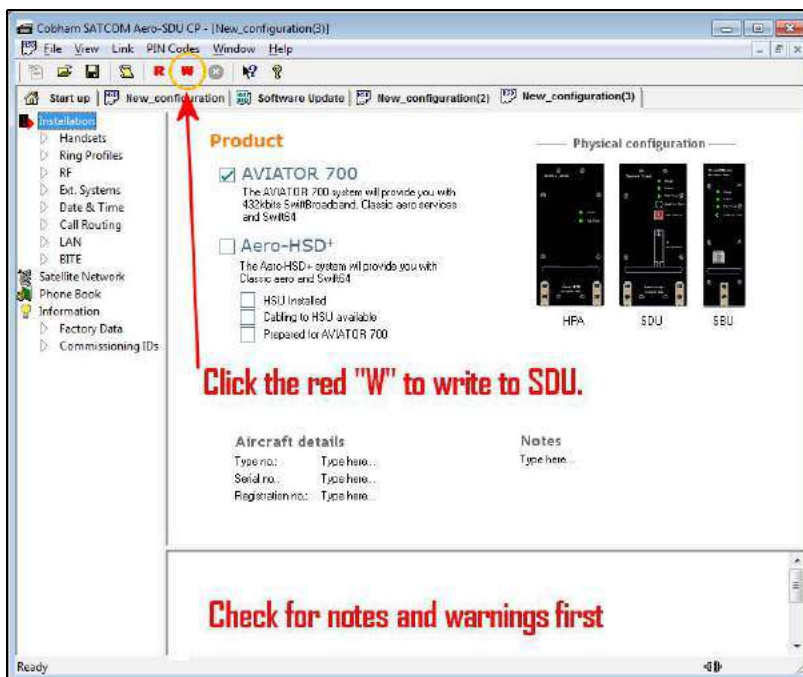 Cobham SATCOM Aero-SDU CP - [New_configuration(3)]
File View Link PIN Codes Window Help
R W
Start up New_configuration Software Update New_configuration(2) New_configuration(3)
Installation
Handsets
Ring Profiles
RF
Ext. Systems
Date & Time
Call Routing
LAN
BITE
Satellite Network
Phone Book
Information
Factory Data
Commissioning IDs
Product
AVIATOR 700
The AVIATOR 700 system will provide you with
432kbits SwiftBroadband, Classic aero services
and Swift64
Aero-HSD+
The Aero-HSD+ system will provide you with
Classic aero and Swift64
HSU Installed
Cabling to HSU available
Prepared for AVIATOR 700
Physical configuration
HPA SDU SBU
Click the red "W" to write to SDU.
Aircraft details
Type no.: Type here...
Serial no.: Type here...
Registration no.: Type here...
Notes
Type here...
Check for notes and warnings first
Ready